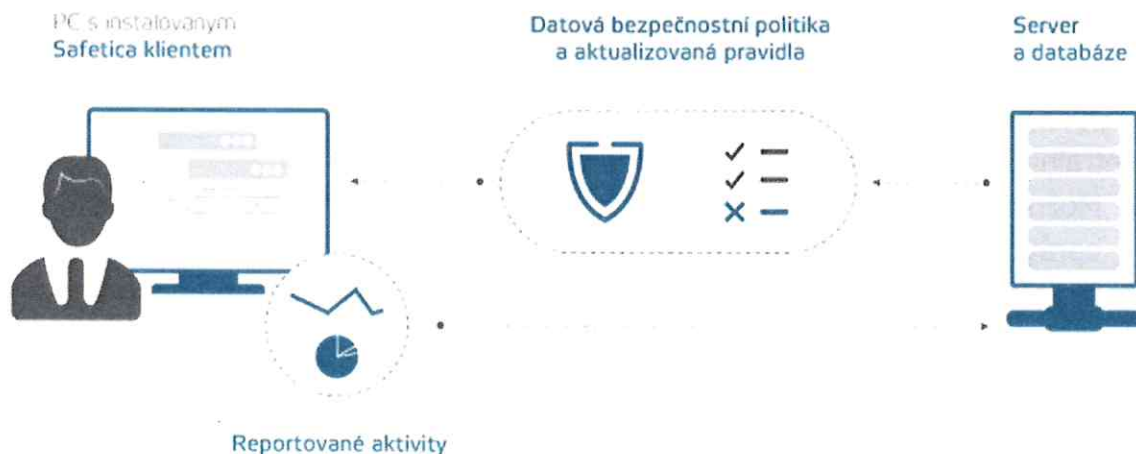 PC s instalovaným
Safetica klientem
Datová bezpečnostní politika
a aktualizovaná pravidla
Server
a databáze
Reportované aktivity